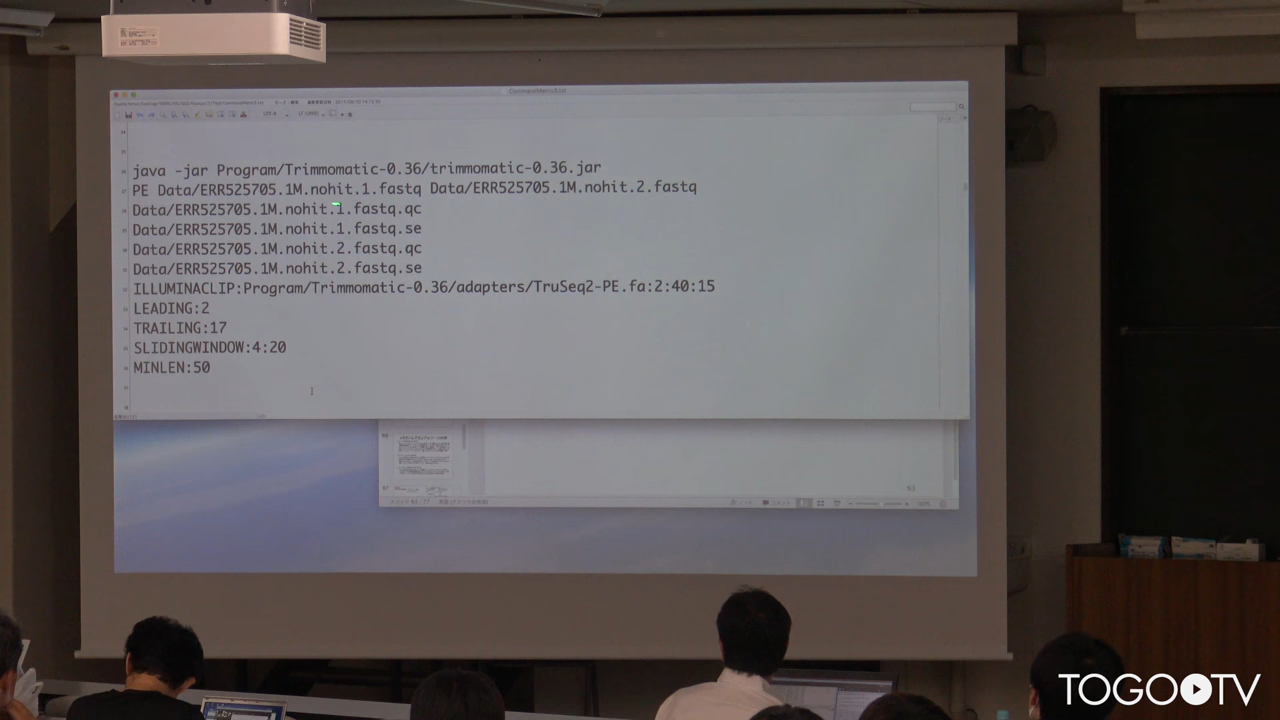 CommandMemo3.txt
java -jar Program/Trimmomatic-0.36/trimmomatic-0.36.jar
PE Data/ERR525705.1M.nohit.1.fastq Data/ERR525705.1M.nohit.2.fastq
Data/ERR525705.1M.nohit.1.fastq.qc
Data/ERR525705.1M.nohit.1.fastq.se
Data/ERR525705.1M.nohit.2.fastq.qc
Data/ERR525705.1M.nohit.2.fastq.se
ILLUMINACLIP:Program/Trimmomatic-0.36/adapters/TruSeq2-PE.fa:2:40:15
LEADING:2
TRAILING:17
SLIDINGWINDOW:4:20
MINLEN:50
TOGOTV